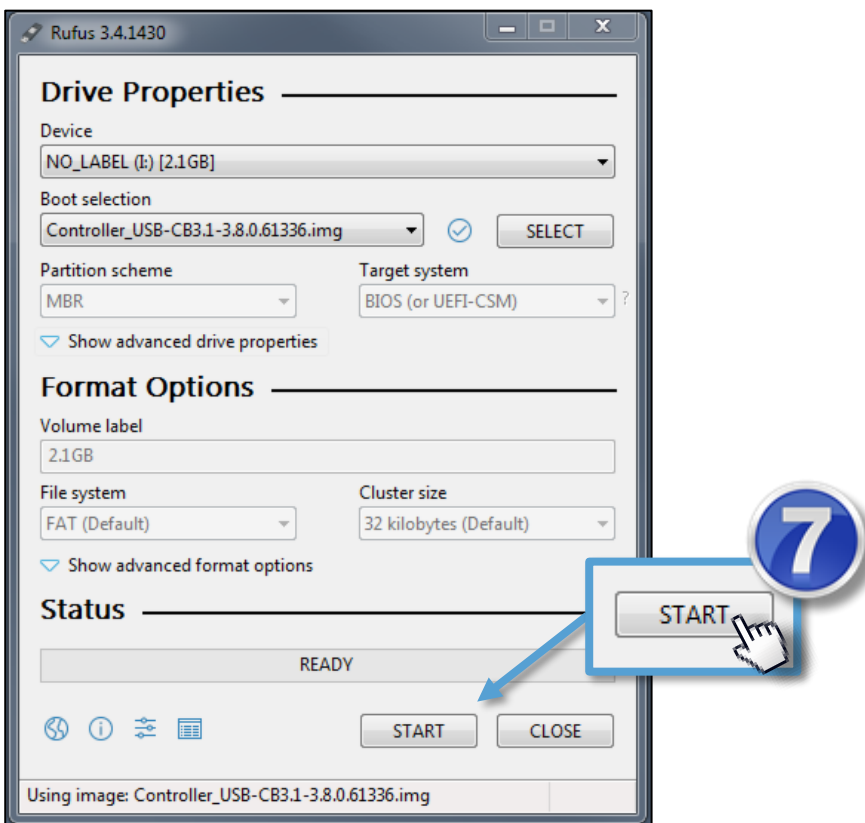 Rufus 3.4.1430
Drive Properties
Device
NO_LABEL (I:) [2.1GB]
Boot selection
Controller_USB-CB3.1-3.8.0.61336.img
SELECT
Partition scheme
Target system
MBR
BIOS (or UEFI-CSM)
?
Show advanced drive properties
Format Options
Volume label
2.1GB
File system
Cluster size
FAT (Default)
32 kilobytes (Default)
7
Show advanced format options
Status
START
READY
START
CLOSE
Using image: Controller_USB-CB3.1-3.8.0.61336.img